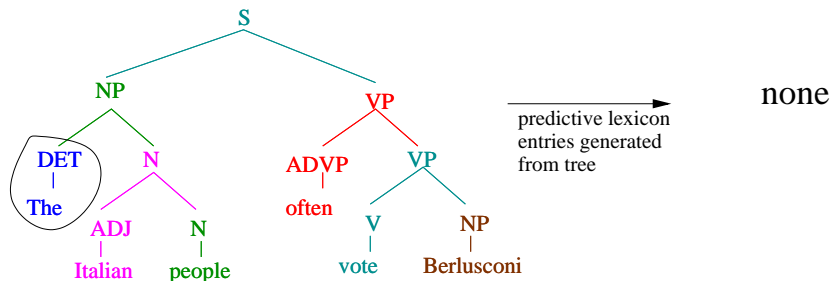 S
NP
VP
none
predictive lexicon
entries generated
from tree
DET
N
ADVP
VP
The
often
ADJ
N
V
NP
Italian
people
vote
Berlusconi